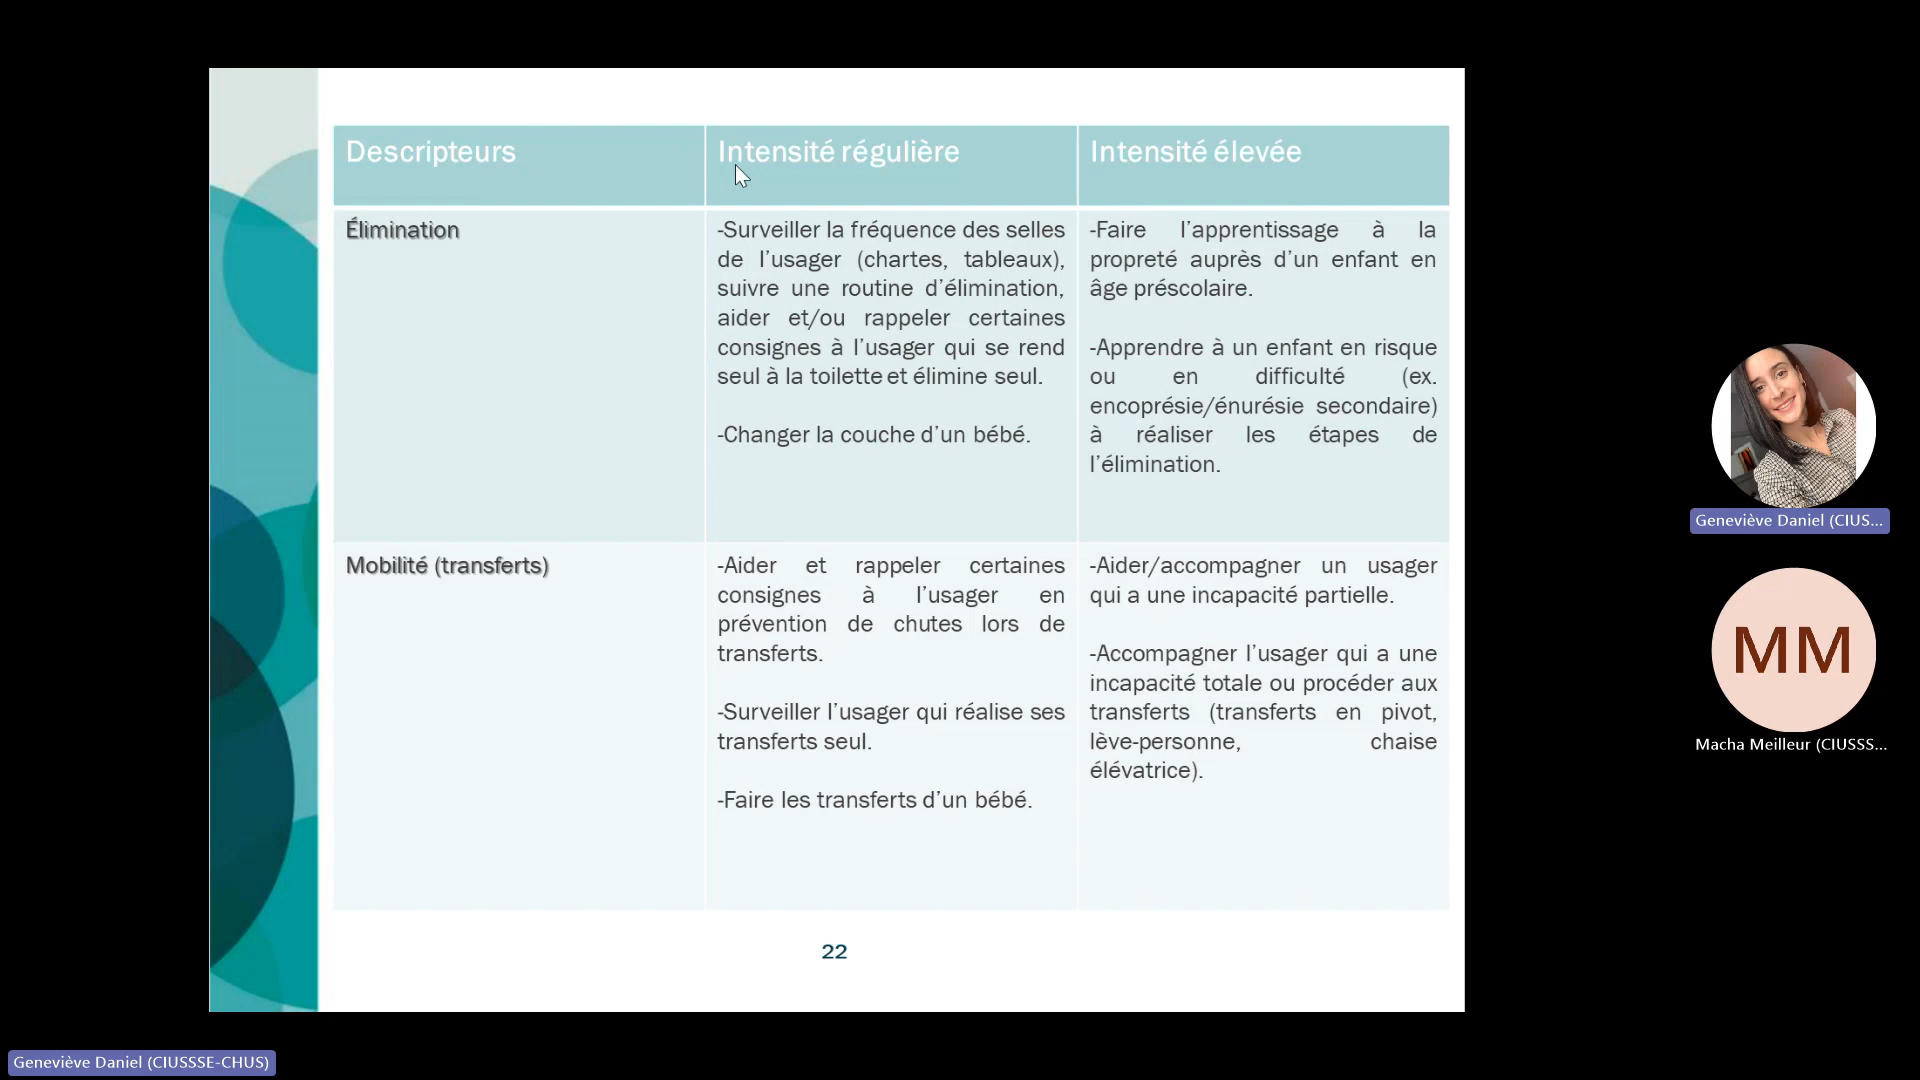 Descripteurs
Intensité régulière
Intensité élevée
Élimination
-Surveiller la fréquence des selles
de l’usager (chartes, tableaux),
suivre une routine d’élimination,
aider et/ou rappeler certaines
consignes à l’usager qui se rend
seul à la toilette et élimine seul.
-Changer la couche d’un bébé.
-Faire l’apprentissage à la
propreté auprès d’un enfant en
âge préscolaire.
-Apprendre à un enfant en risque
ou en difficulté (ex.
encoprésie/énurésie secondaire)
à réaliser les étapes de
l’élimination.
Mobilité (transferts)
-Aider et rappeler certaines
consignes à l’usager en
prévention de chutes lors de
transferts.
-Surveiller l’usager qui réalise ses
transferts seul.
-Faire les transferts d’un bébé.
-Aider/accompagner un usager
qui a une incapacité partielle.
-Accompagner l’usager qui a une
incapacité totale ou procéder aux
transferts (transferts en pivot,
lève-personne, chaise
élévatrice).
22
Geneviève Daniel (CIUS...
MM
Macha Meilleur (CIUSSS...
Geneviève Daniel (CIUSSSE-CHUS)